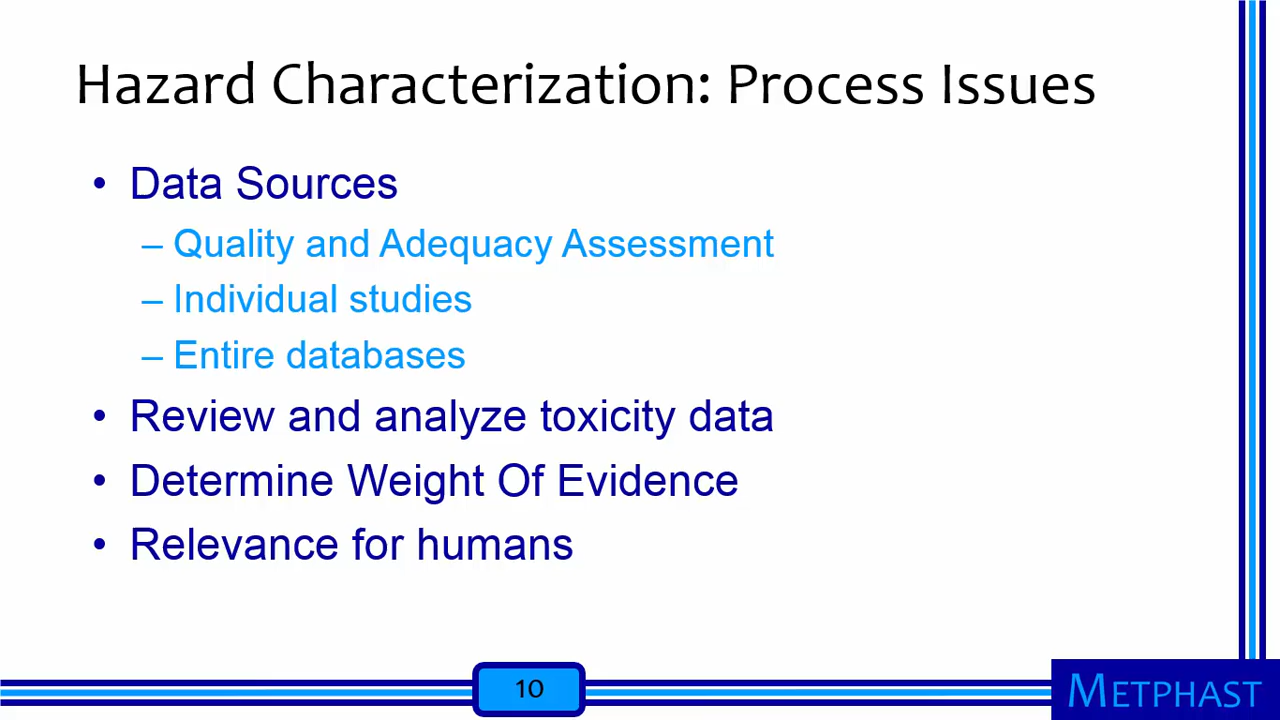 Hazard Characterization: Process Issues
• Data Sources
– Quality and Adequacy Assessment
– Individual studies
– Entire databases
• Review and analyze toxicity data
• Determine Weight Of Evidence
• Relevance for humans
10
METPHAST